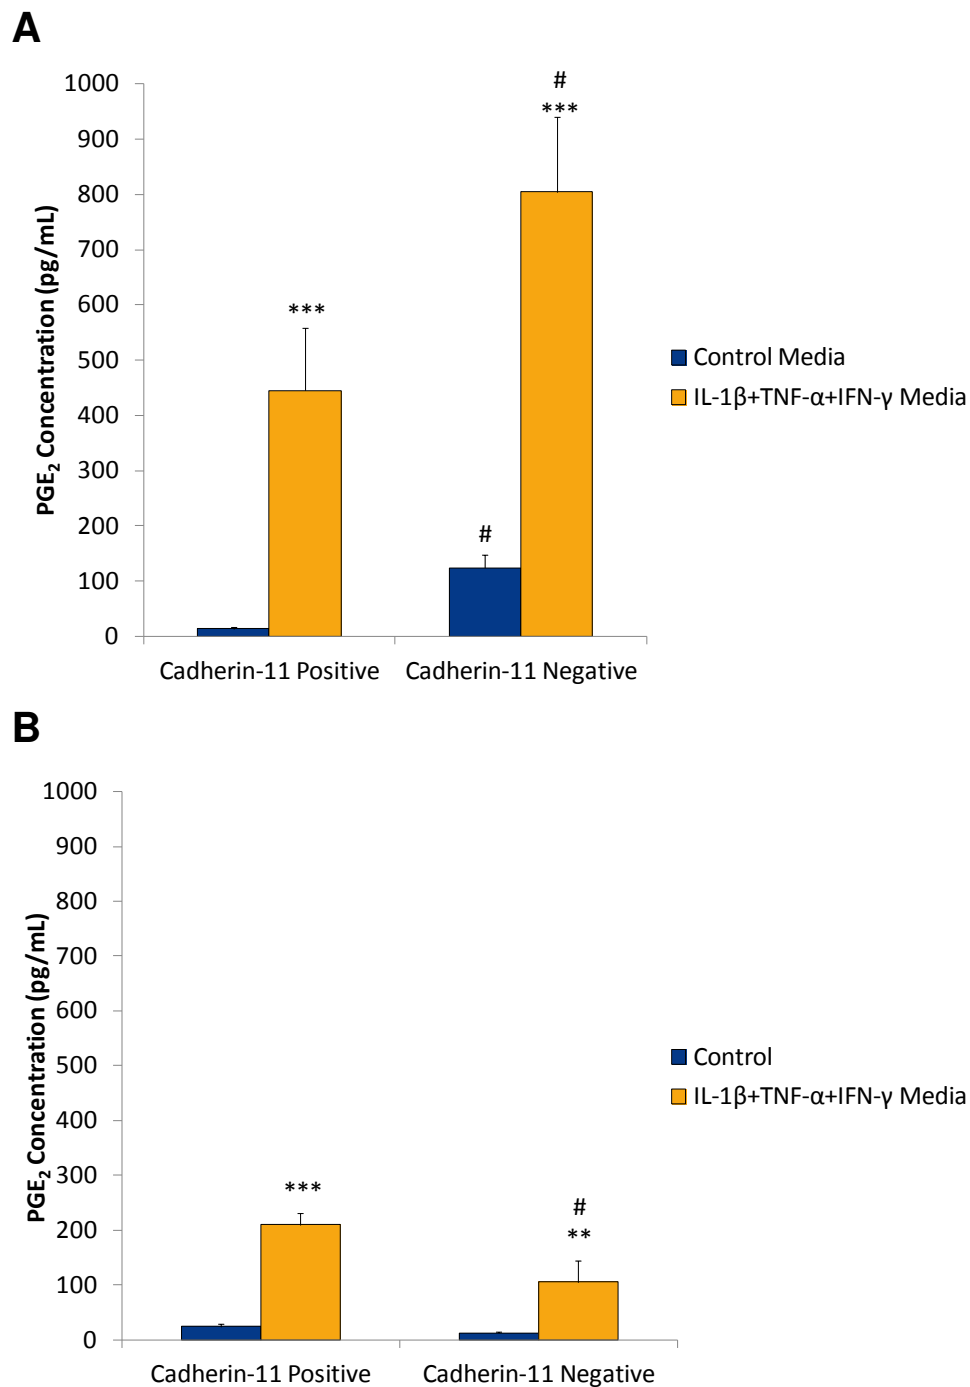 A
1000
900
800
700
600
500
400
300
200
100
0
PGE₂ Concentration (pg/mL)
***
#
#
***
Cadherin-11 Positive
Cadherin-11 Negative
Control Media
IL-1β+TNF-α+IFN-γ Media
B
1000
900
800
700
600
500
400
300
200
100
0
PGE₂ Concentration (pg/mL)
***
#
**
Cadherin-11 Positive
Cadherin-11 Negative
Control
IL-1β+TNF-α+IFN-γ Media